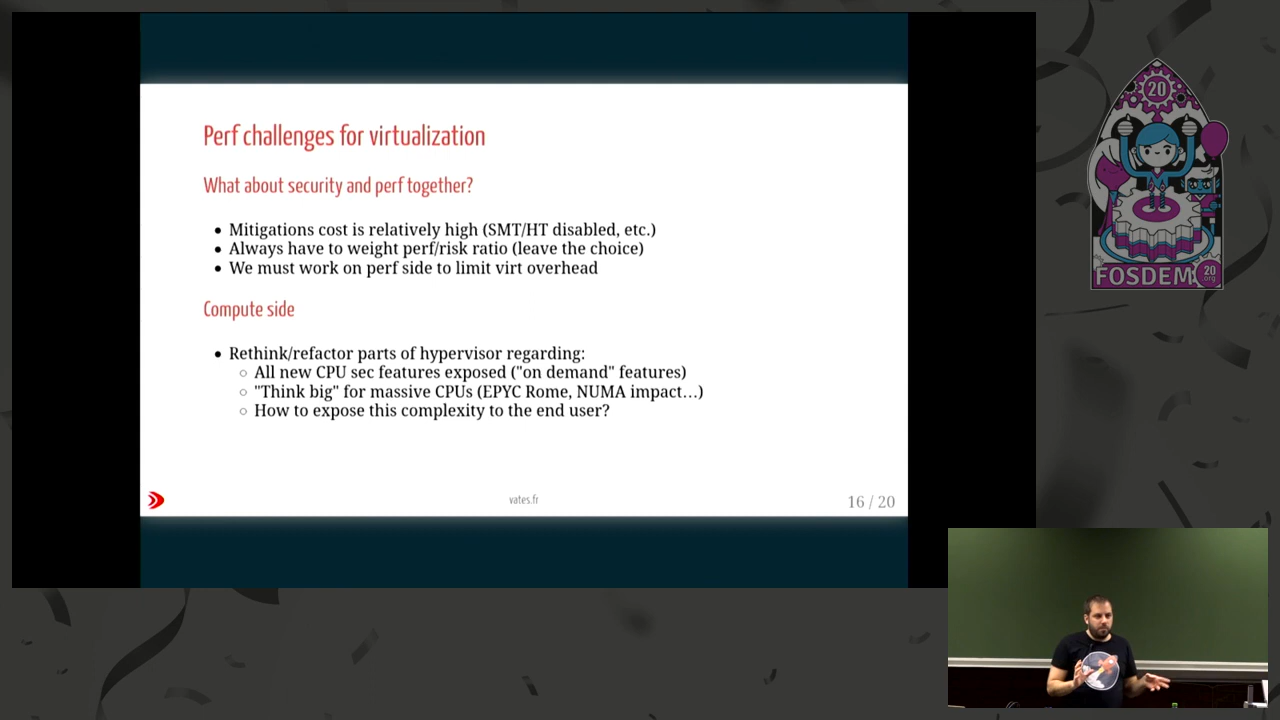 Perf challenges for virtualization
What about security and perf together?
• Mitigations cost is relatively high (SMT/HT disabled, etc.)
• Always have to weight perf/risk ratio (leave the choice)
• We must work on perf side to limit virt overhead
Compute side
• Rethink/refactor parts of hypervisor regarding:
○ All new CPU sec features exposed ("on demand" features)
○ "Think big" for massive CPUs (EPYC Rome, NUMA impact…)
○ How to expose this complexity to the end user?
vates.fr
16 / 20
20
FOSDEM
20
.org